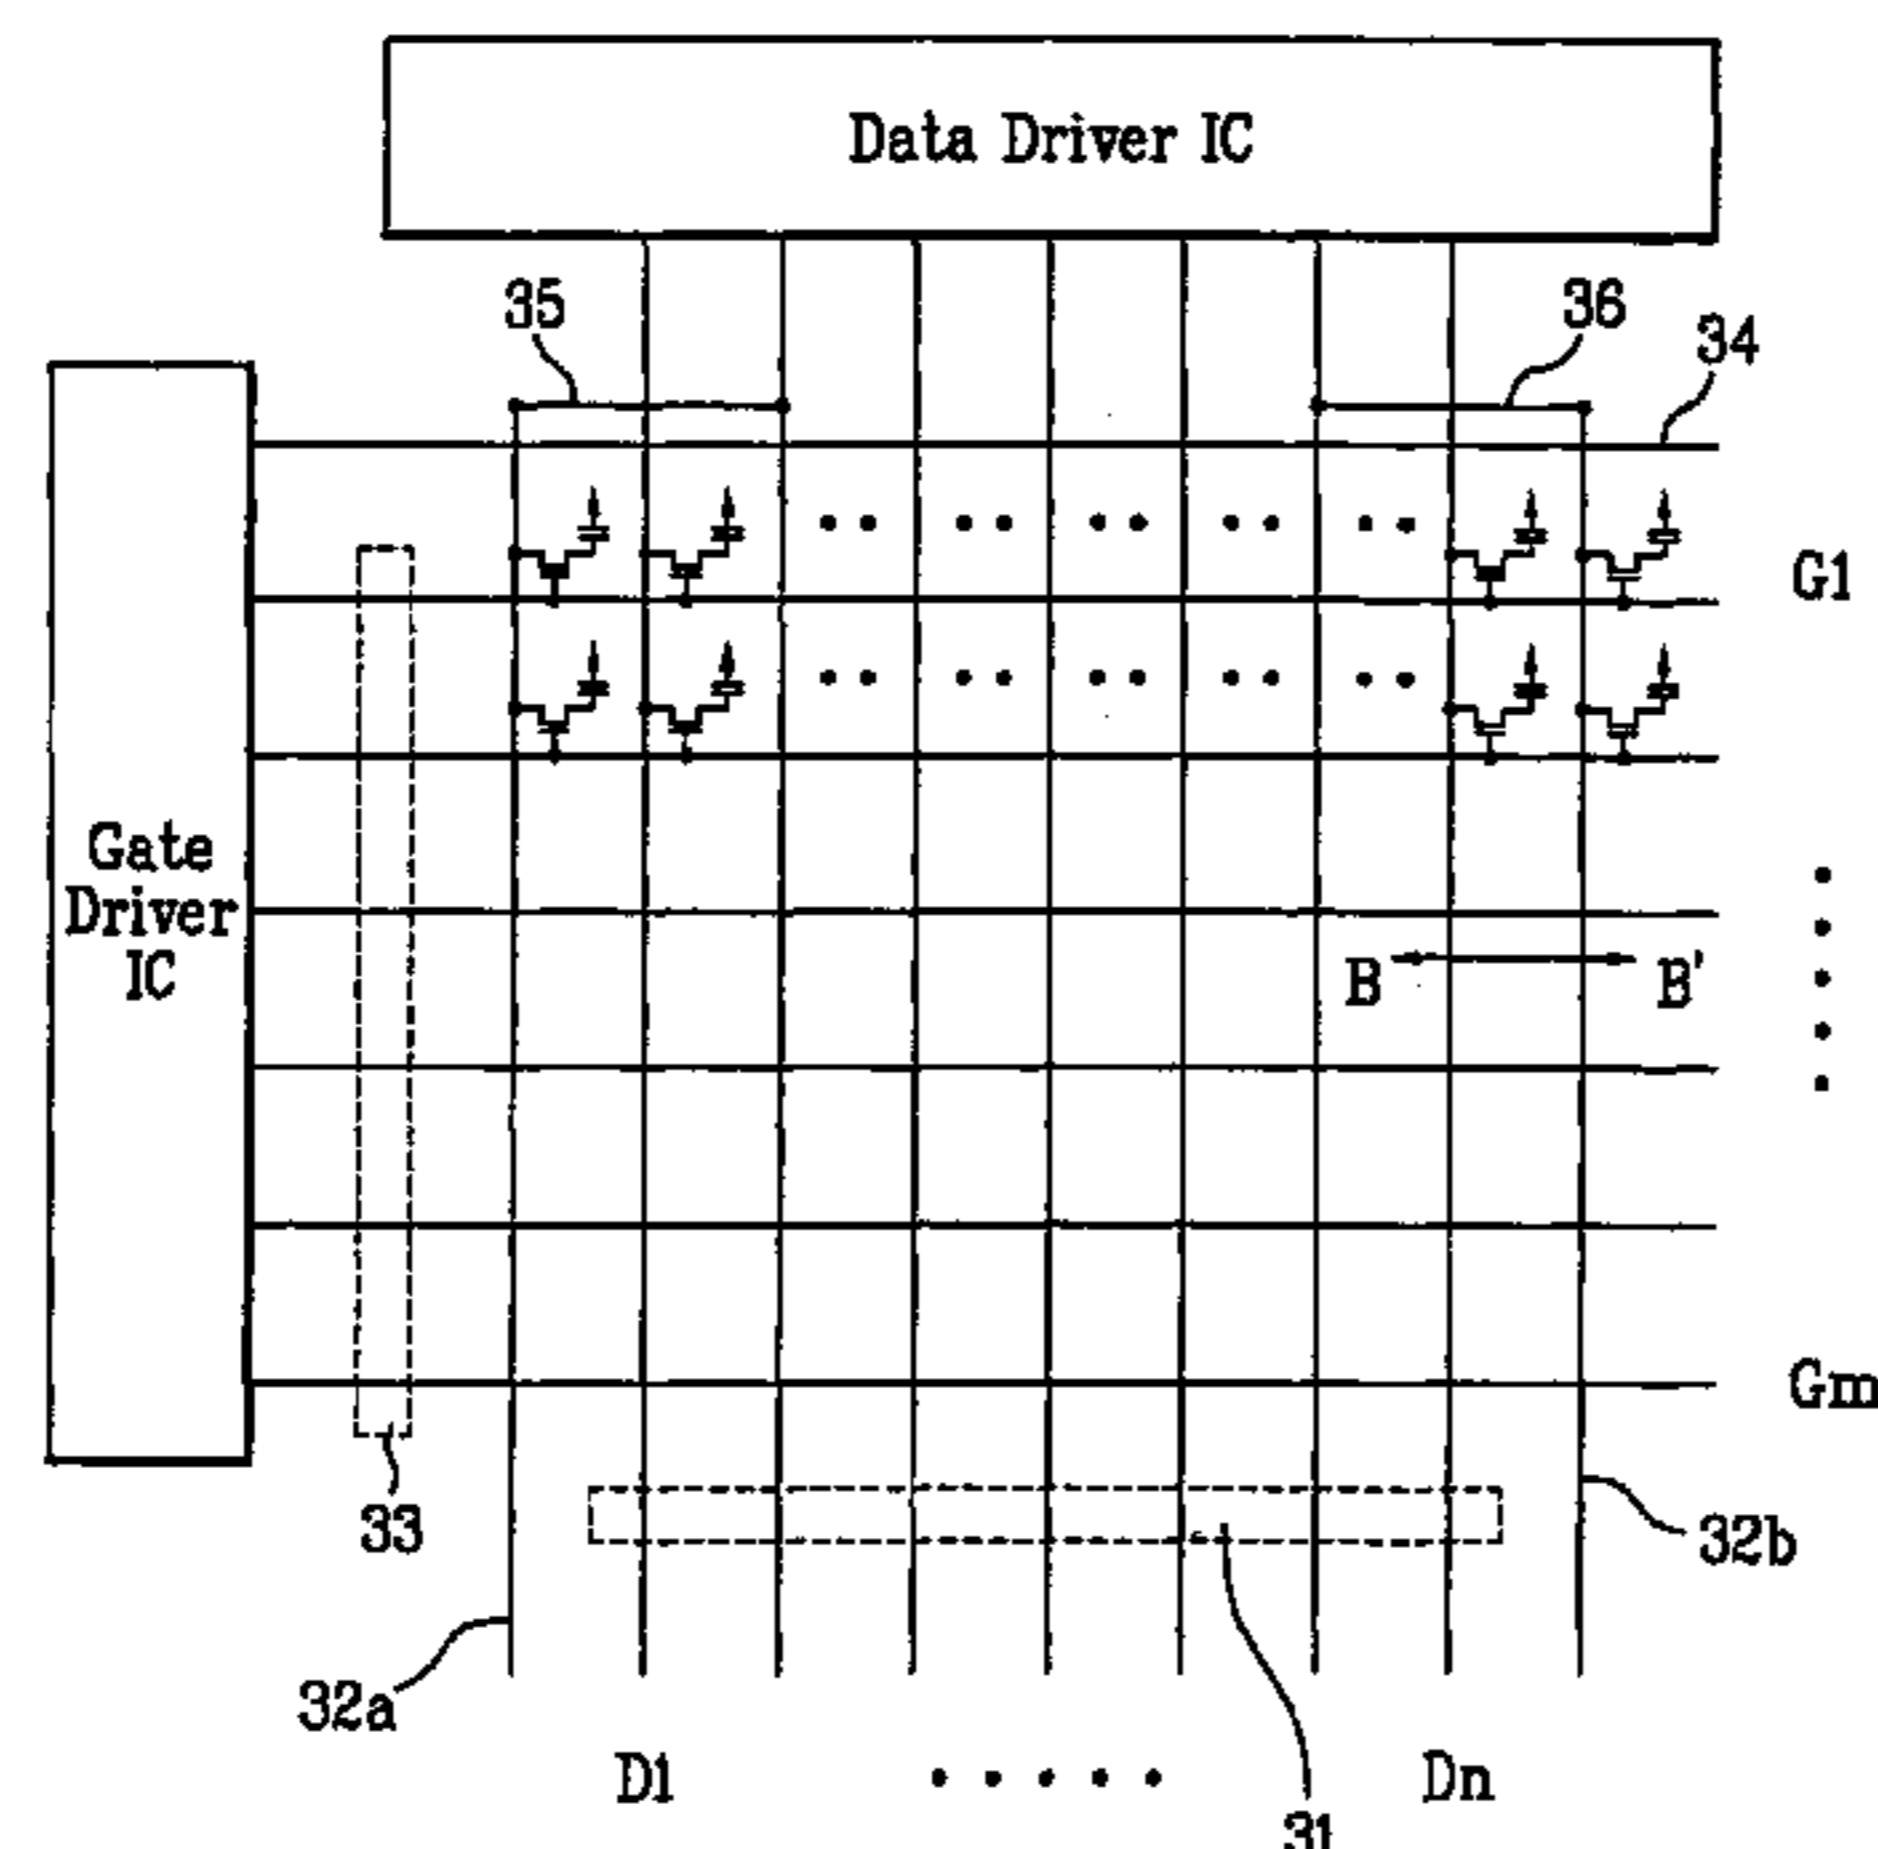 Data Driver IC
35
36
34
G1
Gate
Driver
IC
B
B'
Gm
33
32b
32a
D1
Dn
31